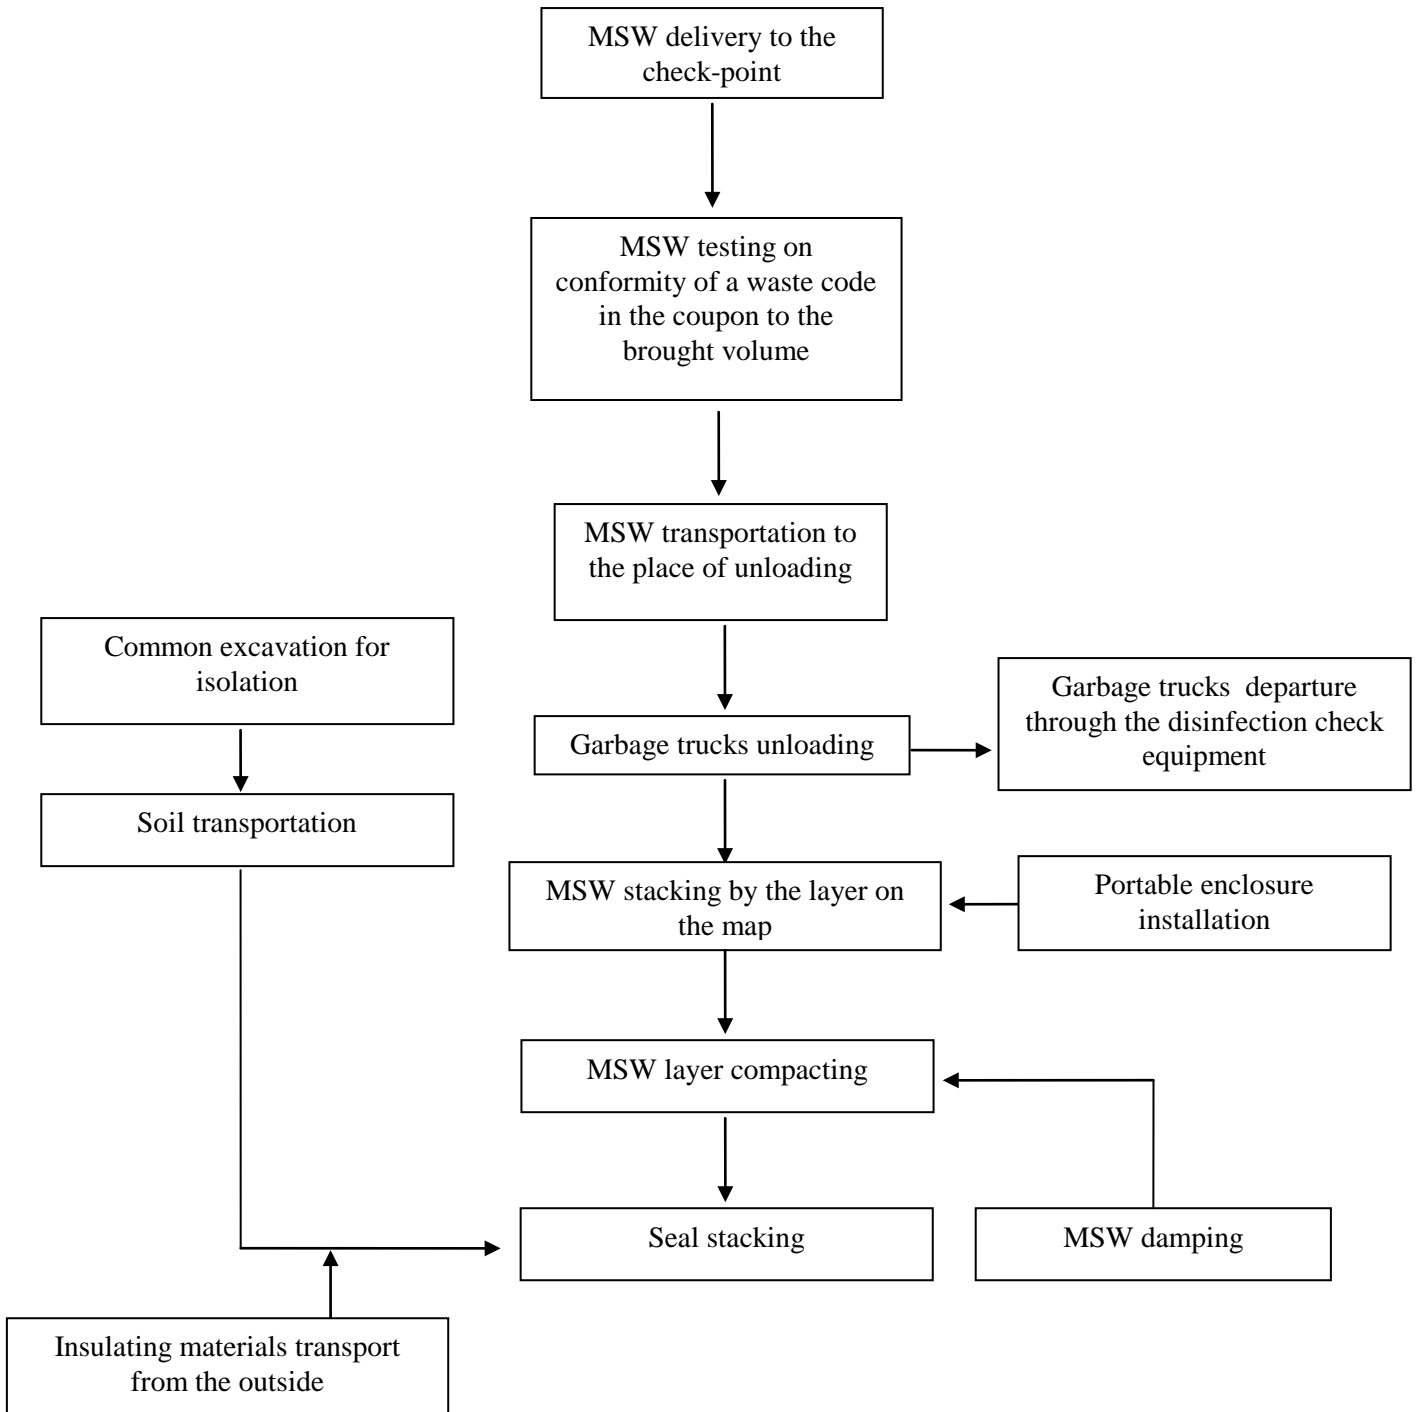 MSW delivery to the
check-point
MSW testing on
conformity of a waste code
in the coupon to the
brought volume
MSW transportation to
the place of unloading
Common excavation for
isolation
Garbage trucks departure
through the disinfection check
equipment
Garbage trucks unloading
Soil transportation
MSW stacking by the layer on
the map
Portable enclosure
installation
MSW layer compacting
Seal stacking
MSW damping
Insulating materials transport
from the outside